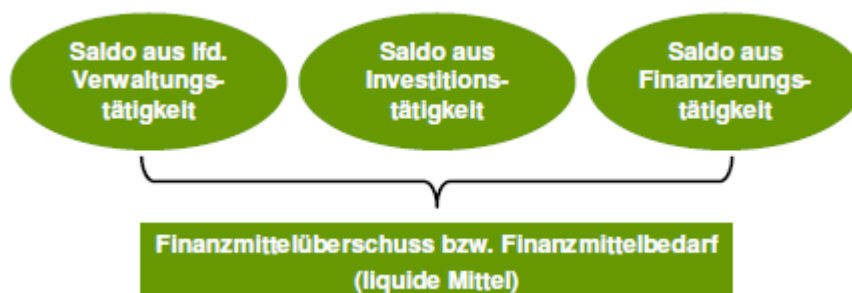 Saldo aus lfd.
Verwaltungs-
tätigkeit
Saldo aus
Investitions-
tätigkeit
Saldo aus
Finanzierungs-
tätigkeit
Finanzmittelüberschuss bzw. Finanzmittelbedarf
(liquide Mittel)